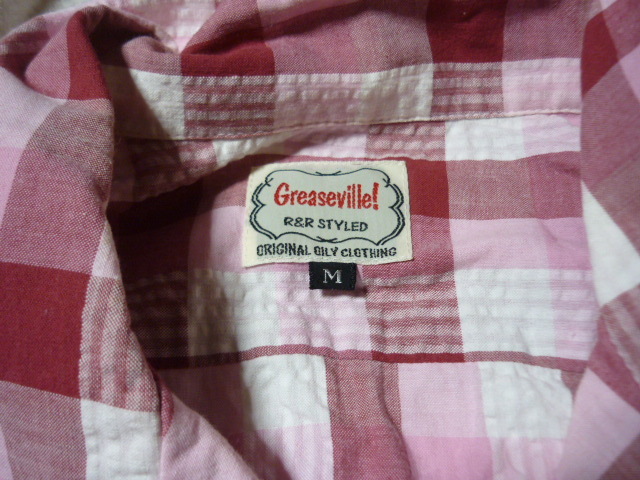 Greaseville!
R&R STYLED
ORIGINAL OILY CLOTHING
M